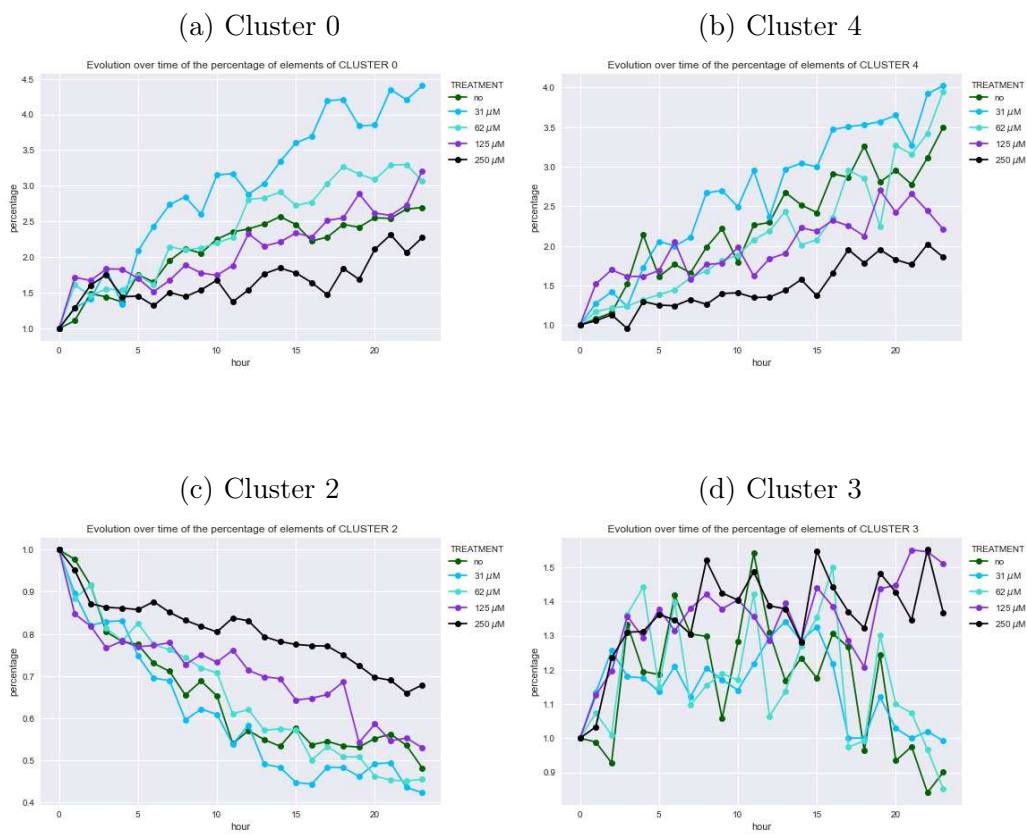 (a) Cluster 0
Evolution over time of the percentage of elements of CLUSTER 0
percentage
4.5
4.0
3.5
3.0
2.5
2.0
1.5
1.0
0
5
10
15
20
hour
TREATMENT
no
31 μM
62 μM
125 μM
250 μM
(b) Cluster 4
Evolution over time of the percentage of elements of CLUSTER 4
percentage
4.0
3.5
3.0
2.5
2.0
1.5
1.0
0
5
10
15
20
hour
TREATMENT
no
31 μM
62 μM
125 μM
250 μM
(c) Cluster 2
Evolution over time of the percentage of elements of CLUSTER 2
percentage
1.0
0.9
0.8
0.7
0.6
0.5
0.4
0
5
10
15
20
hour
TREATMENT
no
31 μM
62 μM
125 μM
250 μM
(d) Cluster 3
Evolution over time of the percentage of elements of CLUSTER 3
percentage
1.5
1.4
1.3
1.2
1.1
1.0
0.9
0
5
10
15
20
hour
TREATMENT
no
31 μM
62 μM
125 μM
250 μM